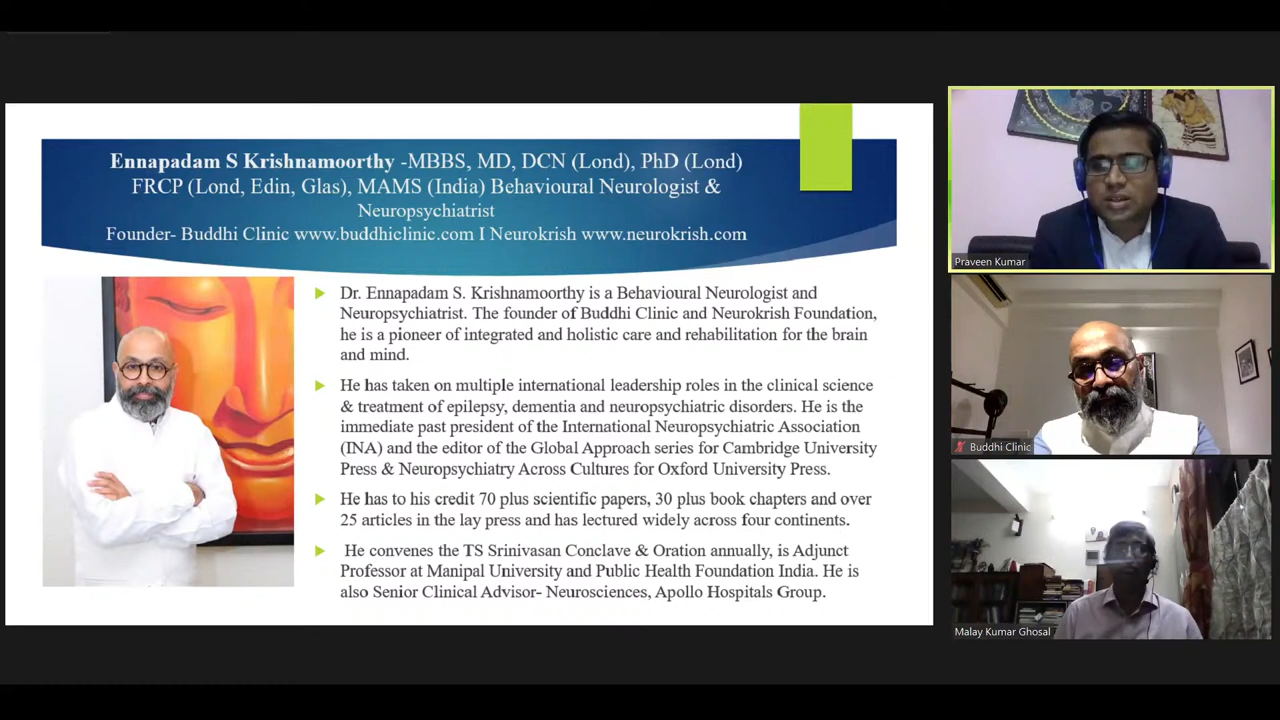 Ennapadam S Krishnamoorthy -MBBS, MD, DCN (Lond), PhD (Lond)
FRCP (Lond, Edin, Glas), MAMS (India) Behavioural Neurologist &
Neuropsychiatrist
Founder- Buddhi Clinic www.buddhiclinic.com I Neurokrish www.neurokrish.com
Dr. Ennapadam S. Krishnamoorthy is a Behavioural Neurologist and
Neuropsychiatrist. The founder of Buddhi Clinic and Neurokrish Foundation,
he is a pioneer of integrated and holistic care and rehabilitation for the brain
and mind.
He has taken on multiple international leadership roles in the clinical science
& treatment of epilepsy, dementia and neuropsychiatric disorders. He is the
immediate past president of the International Neuropsychiatric Association
(INA) and the editor of the Global Approach series for Cambridge University
Press & Neuropsychiatry Across Cultures for Oxford University Press.
He has to his credit 70 plus scientific papers, 30 plus book chapters and over
25 articles in the lay press and has lectured widely across four continents.
He convenes the TS Srinivasan Conclave & Oration annually, is Adjunct
Professor at Manipal University and Public Health Foundation India. He is
also Senior Clinical Advisor- Neurosciences, Apollo Hospitals Group.
Praveen Kumar
Buddhi Clinic
Malay Kumar Ghosal